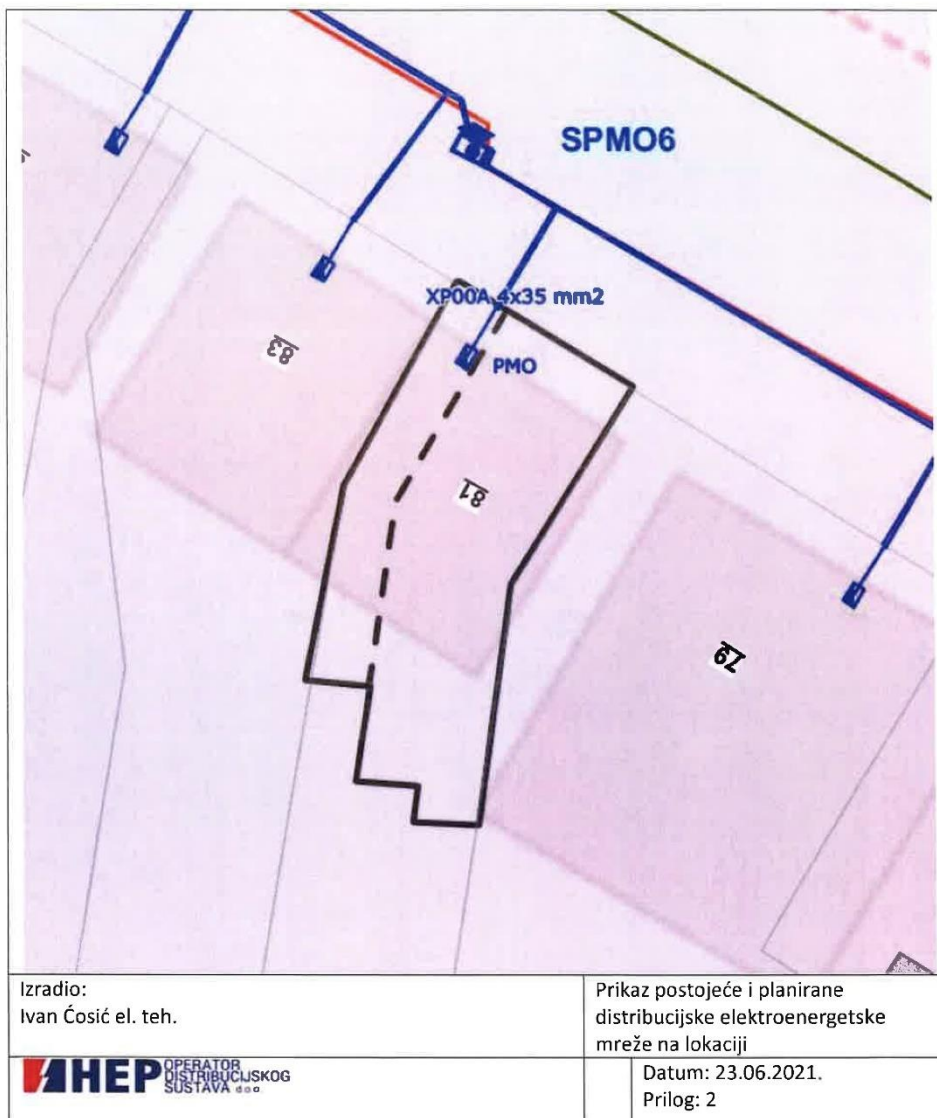 SPMO6
XP00A 4x35 mm2
PMO
83
81
79
Izradio:
Ivan Ćosić el. teh.
Prikaz postojeće i planirane
distribucijske elektroenergetske
mreže na lokaciji
HEP OPERATOR
DISTRIBUCIJSKOG
SUSTAVA d.o.o.
Datum: 23.06.2021.
Prilog: 2